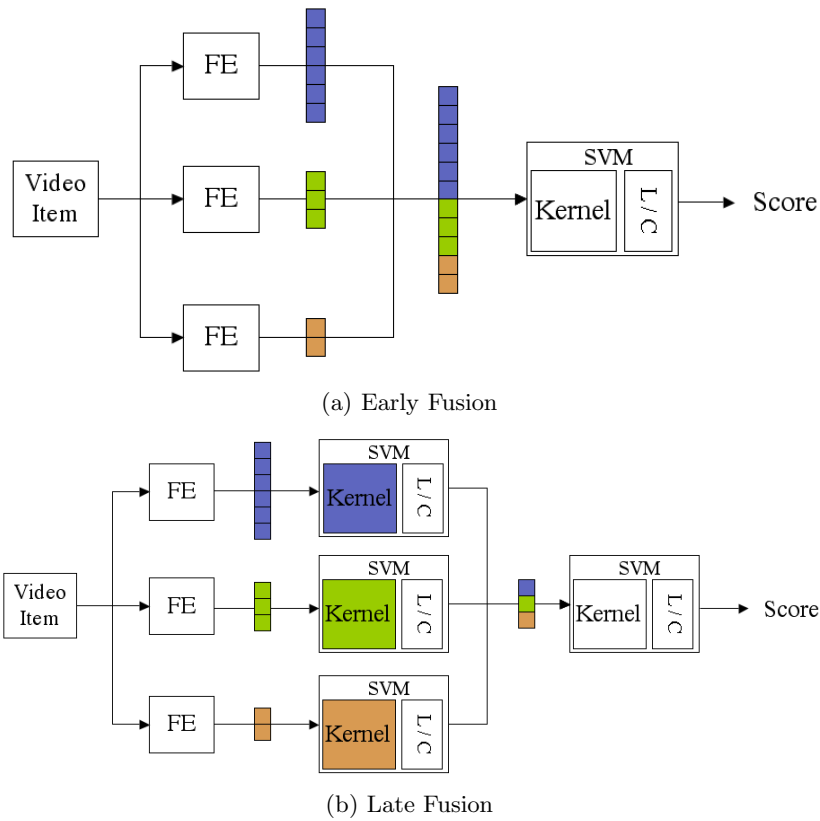 FE
Video
Item
FE
SVM
Kernel
L / C
Score
FE
(a) Early Fusion
SVM
FE
Kernel
L / C
Video
Item
FE
SVM
Kernel
L / C
SVM
Kernel
L / C
Score
FE
SVM
Kernel
L / C
(b) Late Fusion